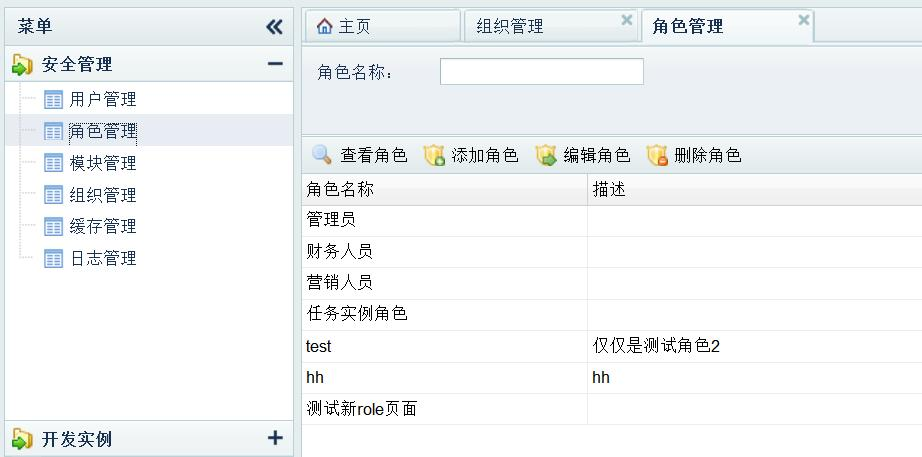 菜单
安全管理
用户管理
角色管理
模块管理
组织管理
缓存管理
日志管理
开发实例
主页 组织管理 角色管理
角色名称：
查看角色 添加角色 编辑角色 删除角色
角色名称 描述
管理员
财务人员
营销人员
任务实例角色
test 仅仅是测试角色2
hh hh
测试新role页面